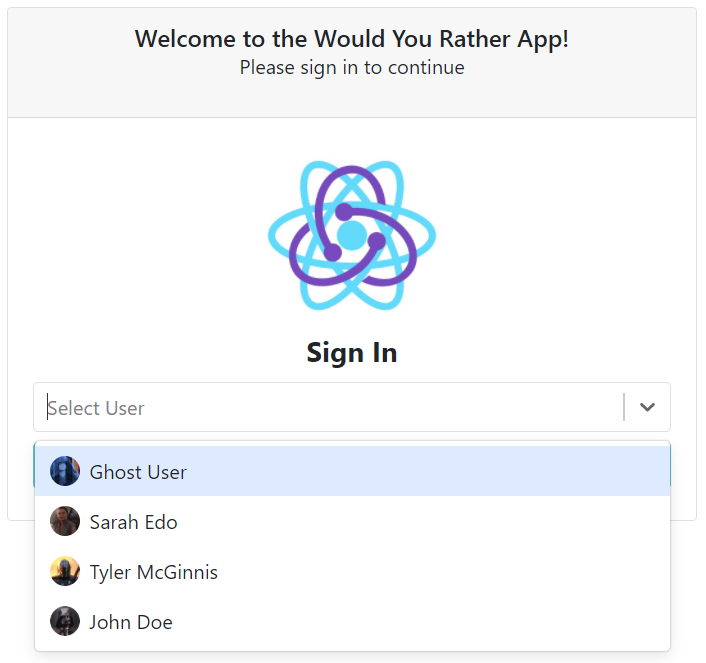 Welcome to the Would You Rather App!
Please sign in to continue
Sign In
Select User
Ghost User
Sarah Edo
Tyler McGinnis
John Doe